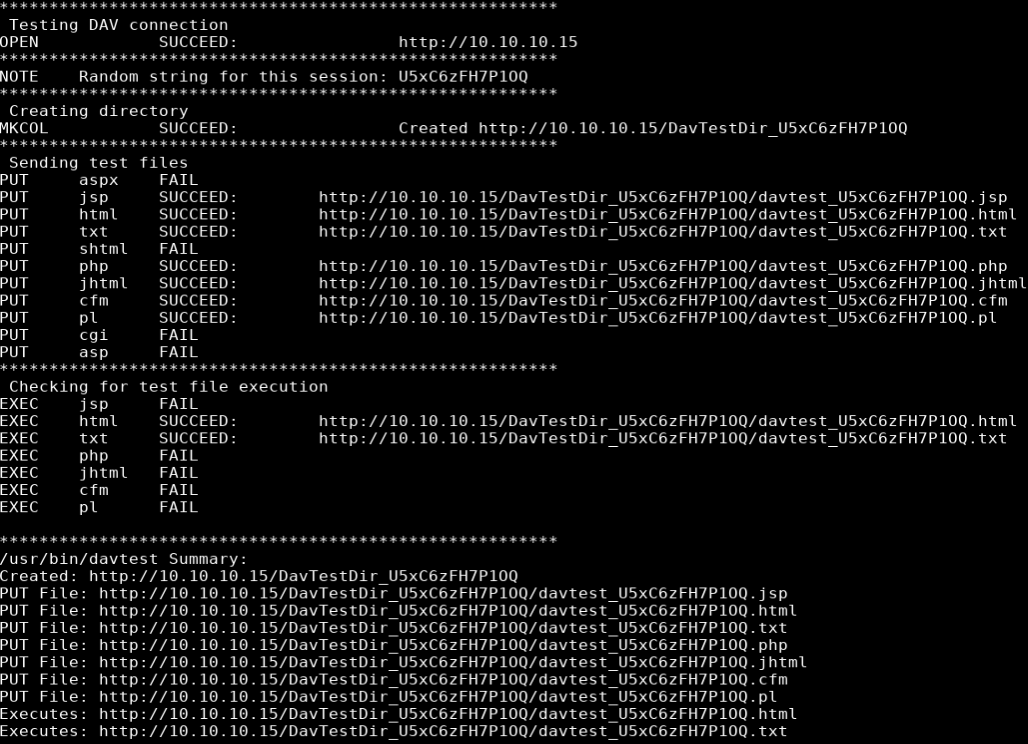 ********************************************************
 Testing DAV connection
OPEN            SUCCEED:                http://10.10.10.15
********************************************************
NOTE    Random string for this session: U5xC6zFH7P1OQ
********************************************************
 Creating directory
MKCOL           SUCCEED:                Created http://10.10.10.15/DavTestDir_U5xC6zFH7P1OQ
********************************************************
 Sending test files
PUT     aspx    FAIL
PUT     jsp     SUCCEED:        http://10.10.10.15/DavTestDir_U5xC6zFH7P1OQ/davtest_U5xC6zFH7P1OQ.jsp
PUT     html    SUCCEED:        http://10.10.10.15/DavTestDir_U5xC6zFH7P1OQ/davtest_U5xC6zFH7P1OQ.html
PUT     txt     SUCCEED:        http://10.10.10.15/DavTestDir_U5xC6zFH7P1OQ/davtest_U5xC6zFH7P1OQ.txt
PUT     shtml   FAIL
PUT     php     SUCCEED:        http://10.10.10.15/DavTestDir_U5xC6zFH7P1OQ/davtest_U5xC6zFH7P1OQ.php
PUT     jhtml   SUCCEED:        http://10.10.10.15/DavTestDir_U5xC6zFH7P1OQ/davtest_U5xC6zFH7P1OQ.jhtml
PUT     cfm     SUCCEED:        http://10.10.10.15/DavTestDir_U5xC6zFH7P1OQ/davtest_U5xC6zFH7P1OQ.cfm
PUT     pl      SUCCEED:        http://10.10.10.15/DavTestDir_U5xC6zFH7P1OQ/davtest_U5xC6zFH7P1OQ.pl
PUT     cgi     FAIL
PUT     asp     FAIL
********************************************************
 Checking for test file execution
EXEC    jsp     FAIL
EXEC    html    SUCCEED:        http://10.10.10.15/DavTestDir_U5xC6zFH7P1OQ/davtest_U5xC6zFH7P1OQ.html
EXEC    txt     SUCCEED:        http://10.10.10.15/DavTestDir_U5xC6zFH7P1OQ/davtest_U5xC6zFH7P1OQ.txt
EXEC    php     FAIL
EXEC    jhtml   FAIL
EXEC    cfm     FAIL
EXEC    pl      FAIL
********************************************************
/usr/bin/davtest Summary:
Created: http://10.10.10.15/DavTestDir_U5xC6zFH7P1OQ
PUT File: http://10.10.10.15/DavTestDir_U5xC6zFH7P1OQ/davtest_U5xC6zFH7P1OQ.jsp
PUT File: http://10.10.10.15/DavTestDir_U5xC6zFH7P1OQ/davtest_U5xC6zFH7P1OQ.html
PUT File: http://10.10.10.15/DavTestDir_U5xC6zFH7P1OQ/davtest_U5xC6zFH7P1OQ.txt
PUT File: http://10.10.10.15/DavTestDir_U5xC6zFH7P1OQ/davtest_U5xC6zFH7P1OQ.php
PUT File: http://10.10.10.15/DavTestDir_U5xC6zFH7P1OQ/davtest_U5xC6zFH7P1OQ.jhtml
PUT File: http://10.10.10.15/DavTestDir_U5xC6zFH7P1OQ/davtest_U5xC6zFH7P1OQ.cfm
PUT File: http://10.10.10.15/DavTestDir_U5xC6zFH7P1OQ/davtest_U5xC6zFH7P1OQ.pl
Executes: http://10.10.10.15/DavTestDir_U5xC6zFH7P1OQ/davtest_U5xC6zFH7P1OQ.html
Executes: http://10.10.10.15/DavTestDir_U5xC6zFH7P1OQ/davtest_U5xC6zFH7P1OQ.txt